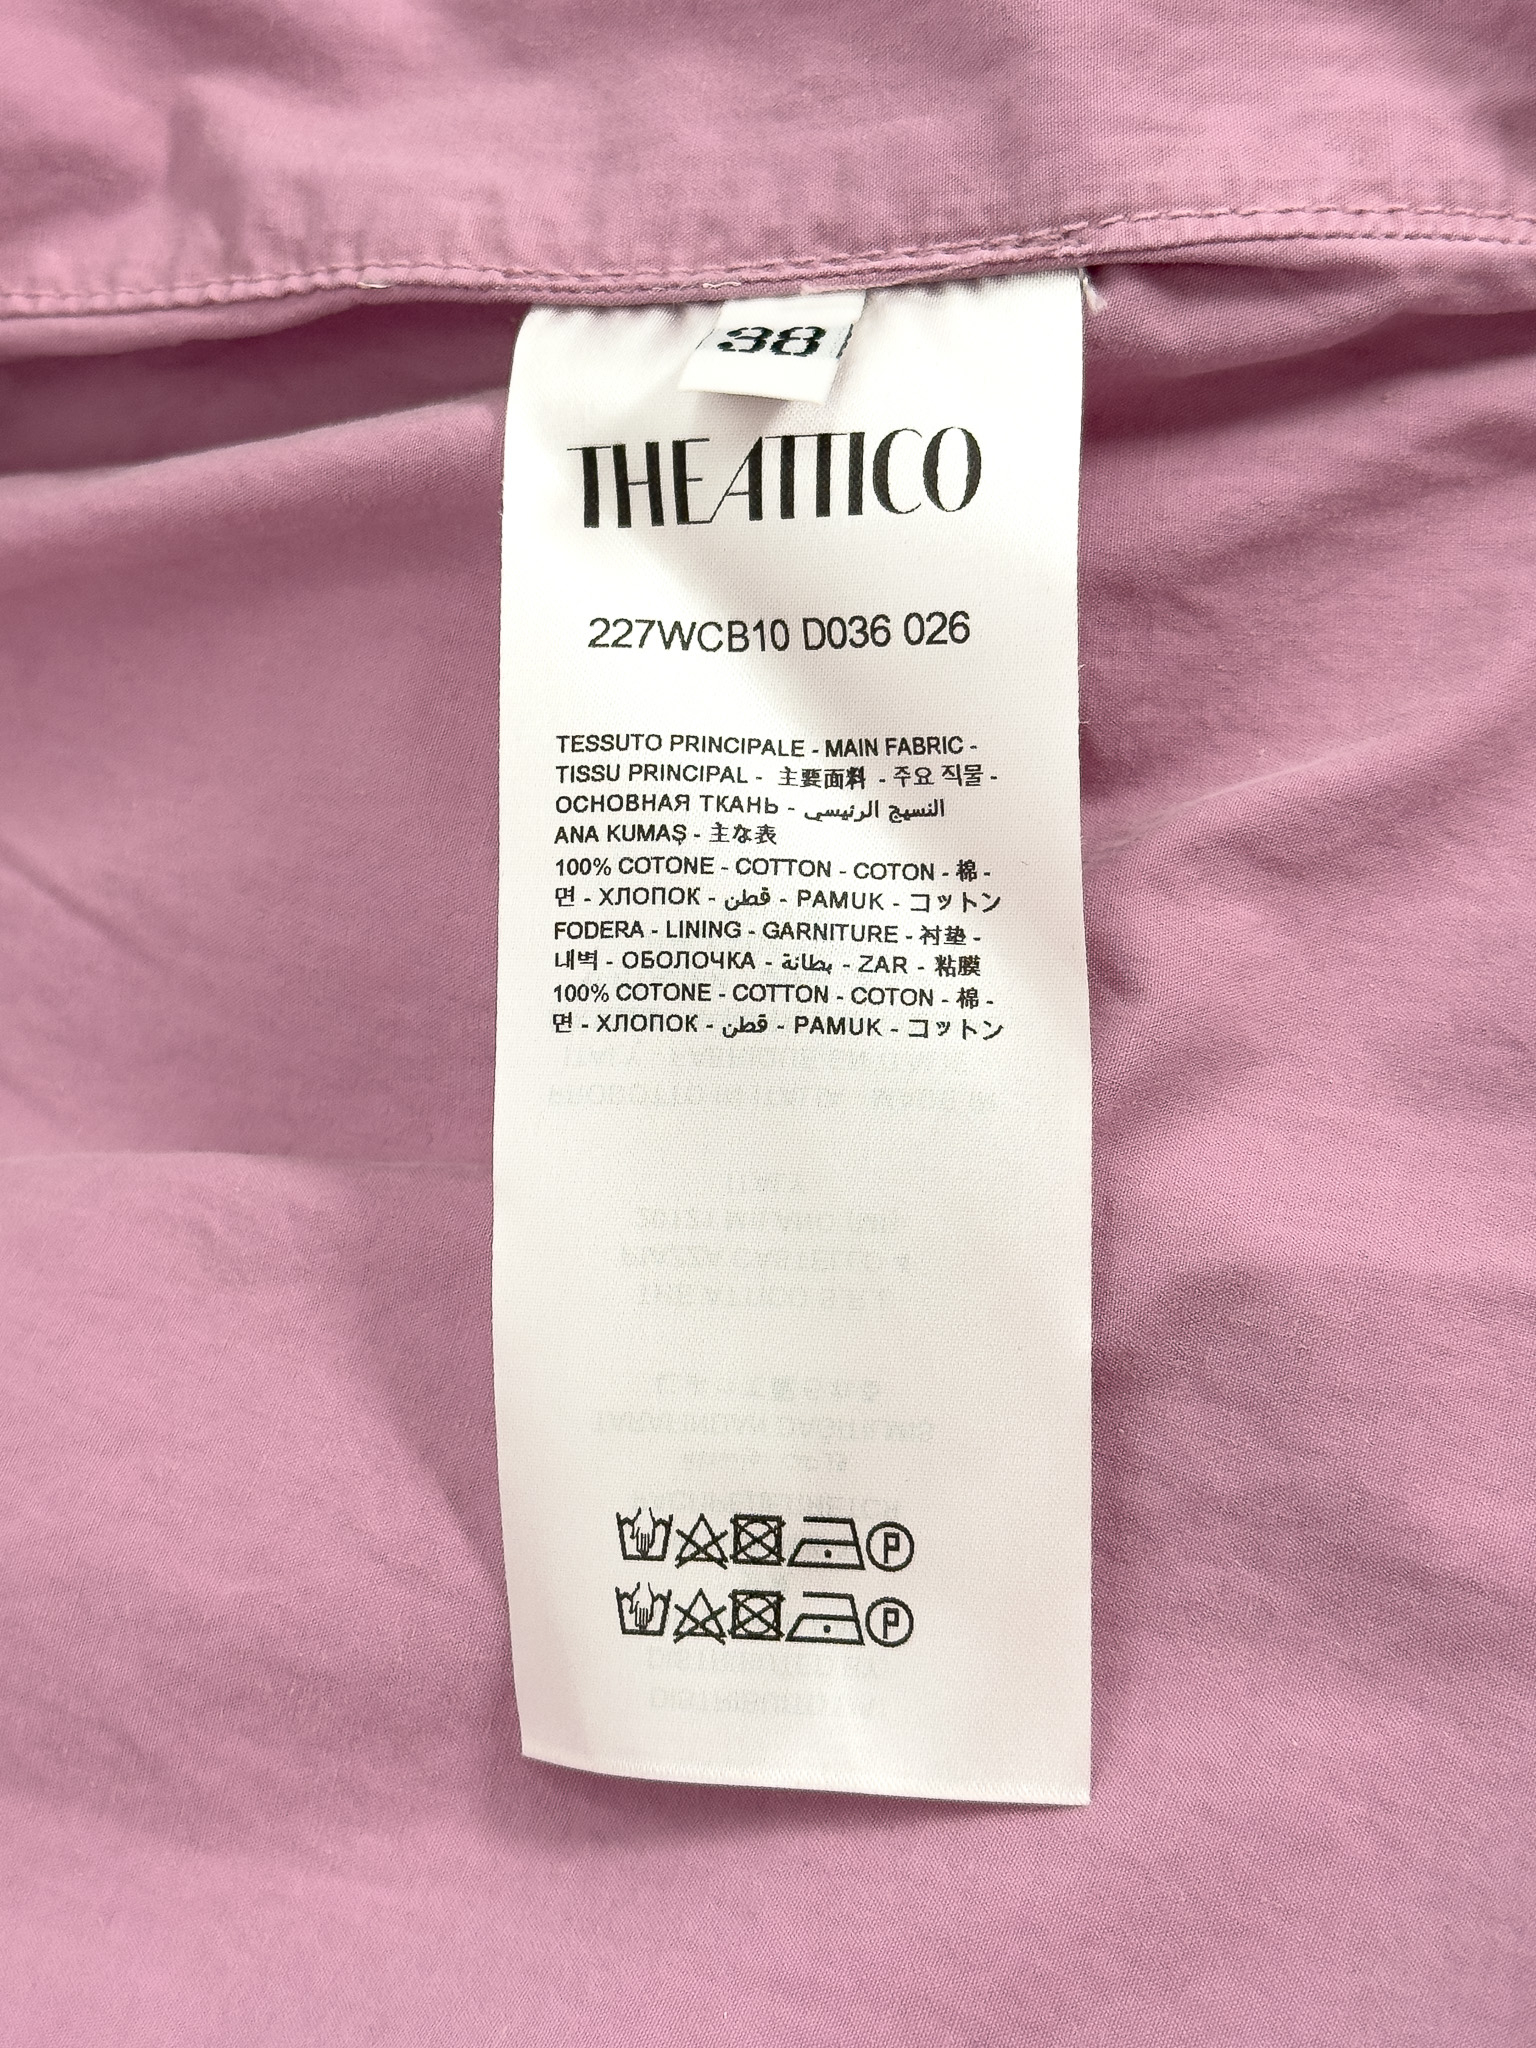 38
THE ATTICO
227WCB10 D036 026
TESSUTO PRINCIPALE - MAIN FABRIC -
TISSU PRINCIPAL - 主要面料 - 주요 직물 -
ОСНОВНАЯ ТКАНЬ - النسيج الرئيسي
ANA KUMAŞ - 主な表
100% COTONE - COTTON - COTON - 棉 -
면 - ХЛОПОК - قطن - PAMUK - コットン
FODERA - LINING - GARNITURE - 衬垫 -
내벽 - ОБОЛОЧКА - بطانة - ZAR - 粘膜
100% COTONE - COTTON - COTON - 棉 -
면 - ХЛОПОК - قطن - PAMUK - コットン